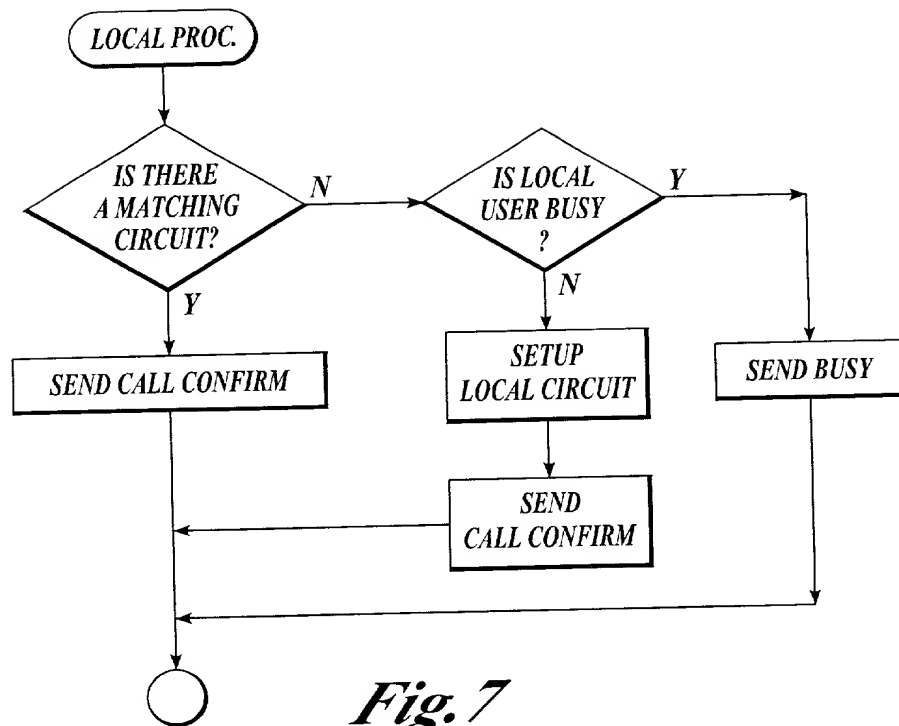 LOCAL PROC.
IS THERE
A MATCHING
CIRCUIT?
N
Y
IS LOCAL
USER BUSY
?
Y
N
SEND CALL CONFIRM
SETUP
LOCAL CIRCUIT
SEND BUSY
SEND
CALL CONFIRM
Fig. 7